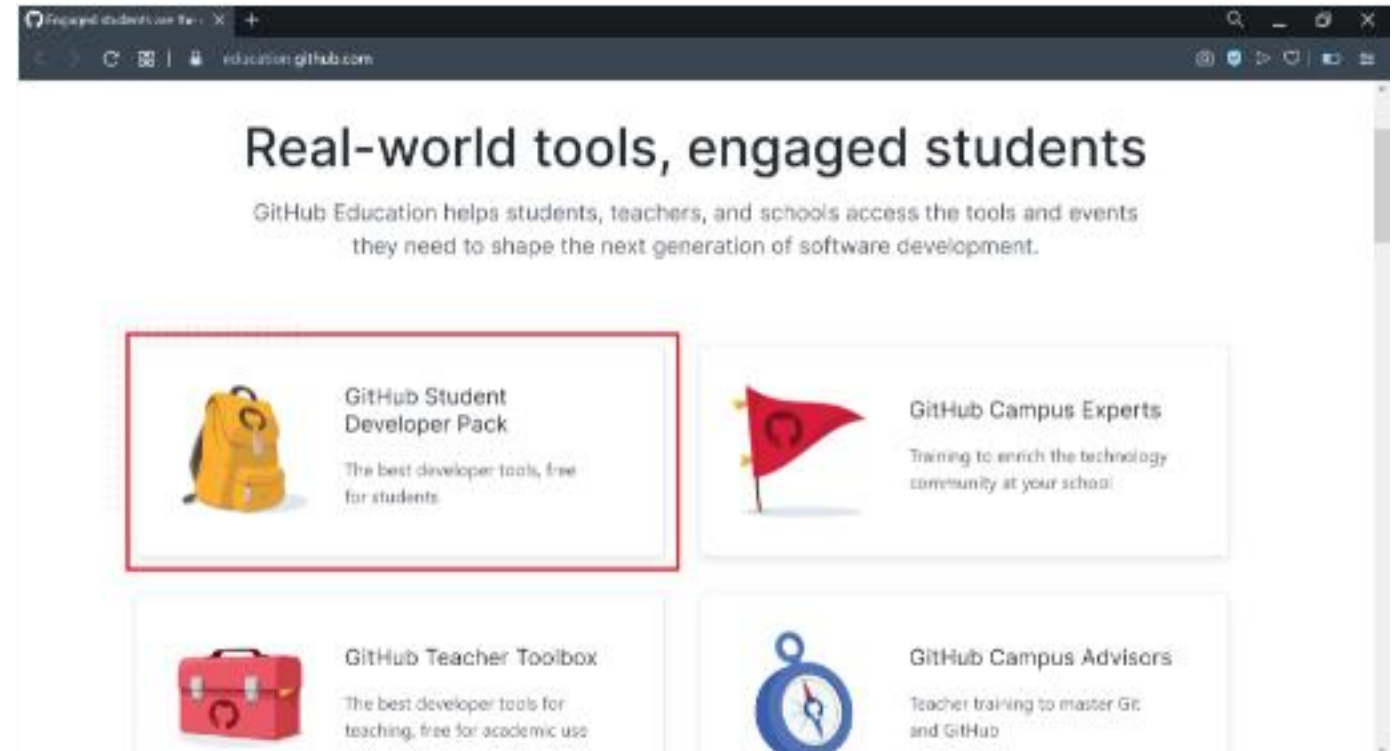 Engaged students are the
education.github.com
Real-world tools, engaged students
GitHub Education helps students, teachers, and schools access the tools and events
they need to shape the next generation of software development.
GitHub Student
Developer Pack
The best developer tools, free
for students
GitHub Campus Experts
Training to enrich the technology
community at your school
GitHub Teacher Toolbox
The best developer tools for
teaching, free for academic use
GitHub Campus Advisors
Teacher training to master Git
and GitHub